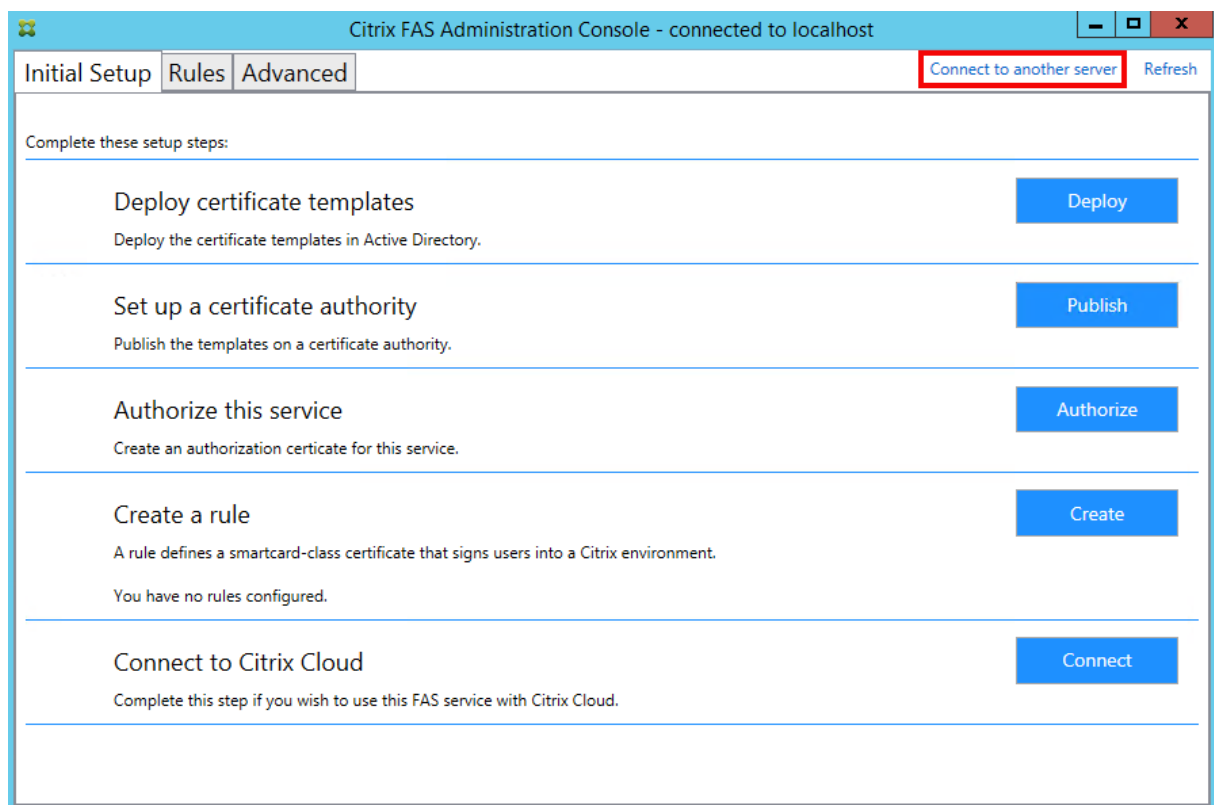 Citrix FAS Administration Console - connected to localhost
Initial Setup Rules Advanced Connect to another server Refresh
Complete these setup steps:
Deploy certificate templates Deploy
Deploy the certificate templates in Active Directory.
Set up a certificate authority Publish
Publish the templates on a certificate authority.
Authorize this service Authorize
Create an authorization certicate for this service.
Create a rule Create
A rule defines a smartcard-class certificate that signs users into a Citrix environment.
You have no rules configured.
Connect to Citrix Cloud Connect
Complete this step if you wish to use this FAS service with Citrix Cloud.